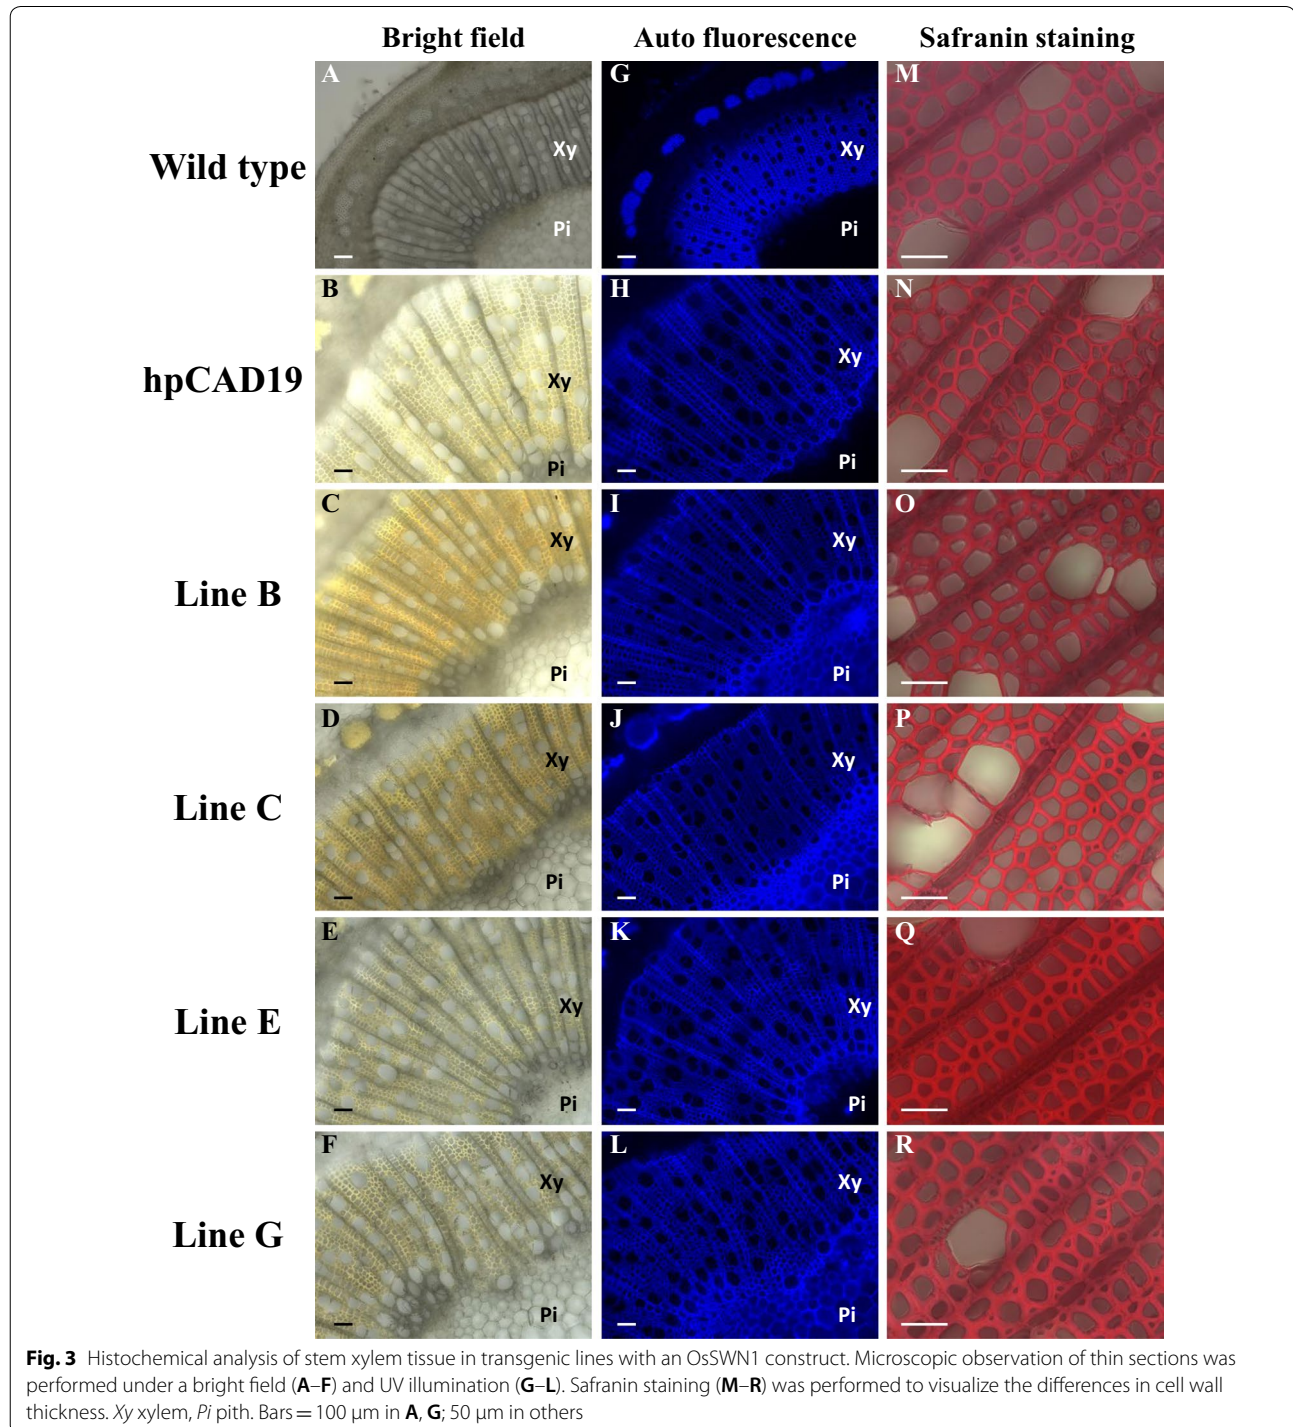 Bright field Auto fluorescence Safranin staining
A G M
Xy Xy
Wild type
Pi Pi
B H N
Xy Xy
hpCAD19
Pi Pi
C I O
Xy Xy
Line B
Pi Pi
D J P
Xy Xy
Line C
Pi Pi
E K Q
Xy Xy
Line E
Pi Pi
F L R
Xy Xy
Line G
Pi Pi
Fig. 3 Histochemical analysis of stem xylem tissue in transgenic lines with an OsSWN1 construct. Microscopic observation of thin sections was
performed under a bright field (A–F) and UV illumination (G–L). Safranin staining (M–R) was performed to visualize the differences in cell wall
thickness. Xy xylem, Pi pith. Bars = 100 µm in A, G; 50 µm in others